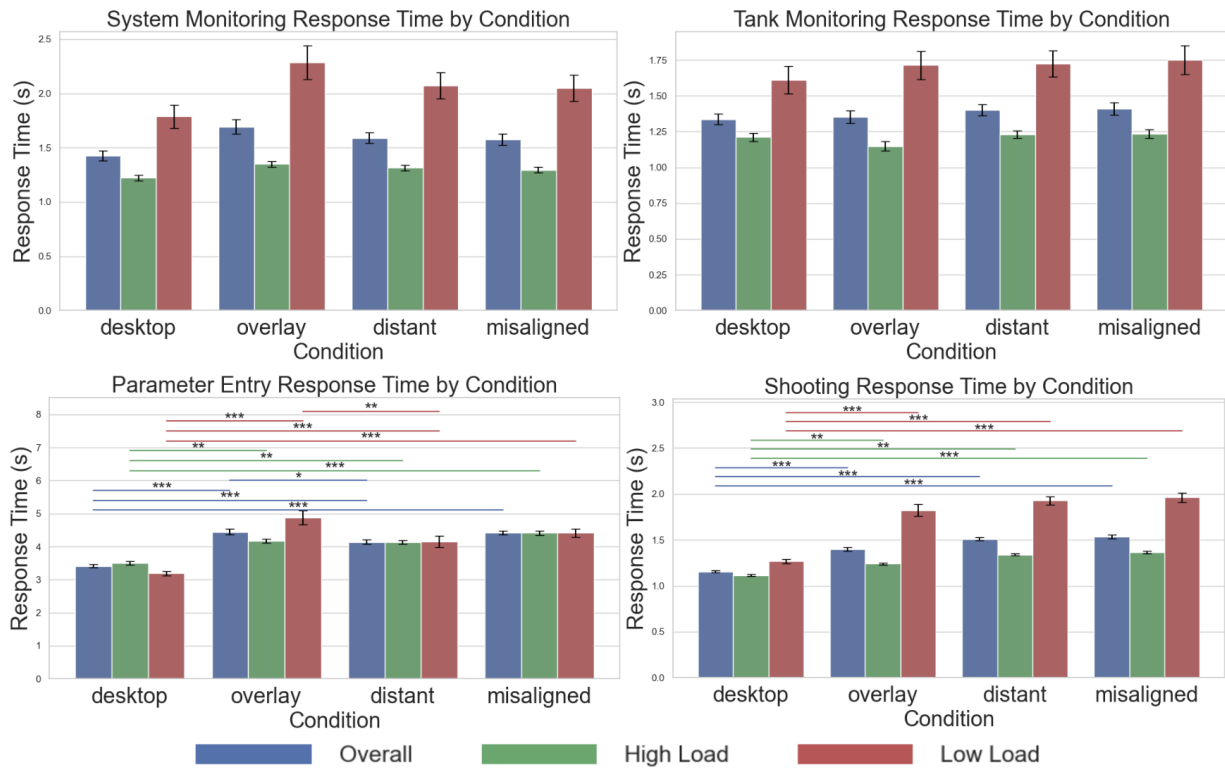 System Monitoring Response Time by Condition
Response Time (s)
2.5
2.0
1.5
1.0
0.5
0.0
desktop overlay distant misaligned
Condition
Tank Monitoring Response Time by Condition
Response Time (s)
1.75
1.50
1.25
1.00
0.75
0.50
0.25
0.00
desktop overlay distant misaligned
Condition
Parameter Entry Response Time by Condition
Response Time (s)
8
7
6
5
4
3
2
1
0
**
***
***
***
**
**
***
*
***
***
***
desktop overlay distant misaligned
Condition
Shooting Response Time by Condition
Response Time (s)
3.0
2.5
2.0
1.5
1.0
0.5
0.0
***
***
***
**
**
***
***
***
***
desktop overlay distant misaligned
Condition
Overall High Load Low Load